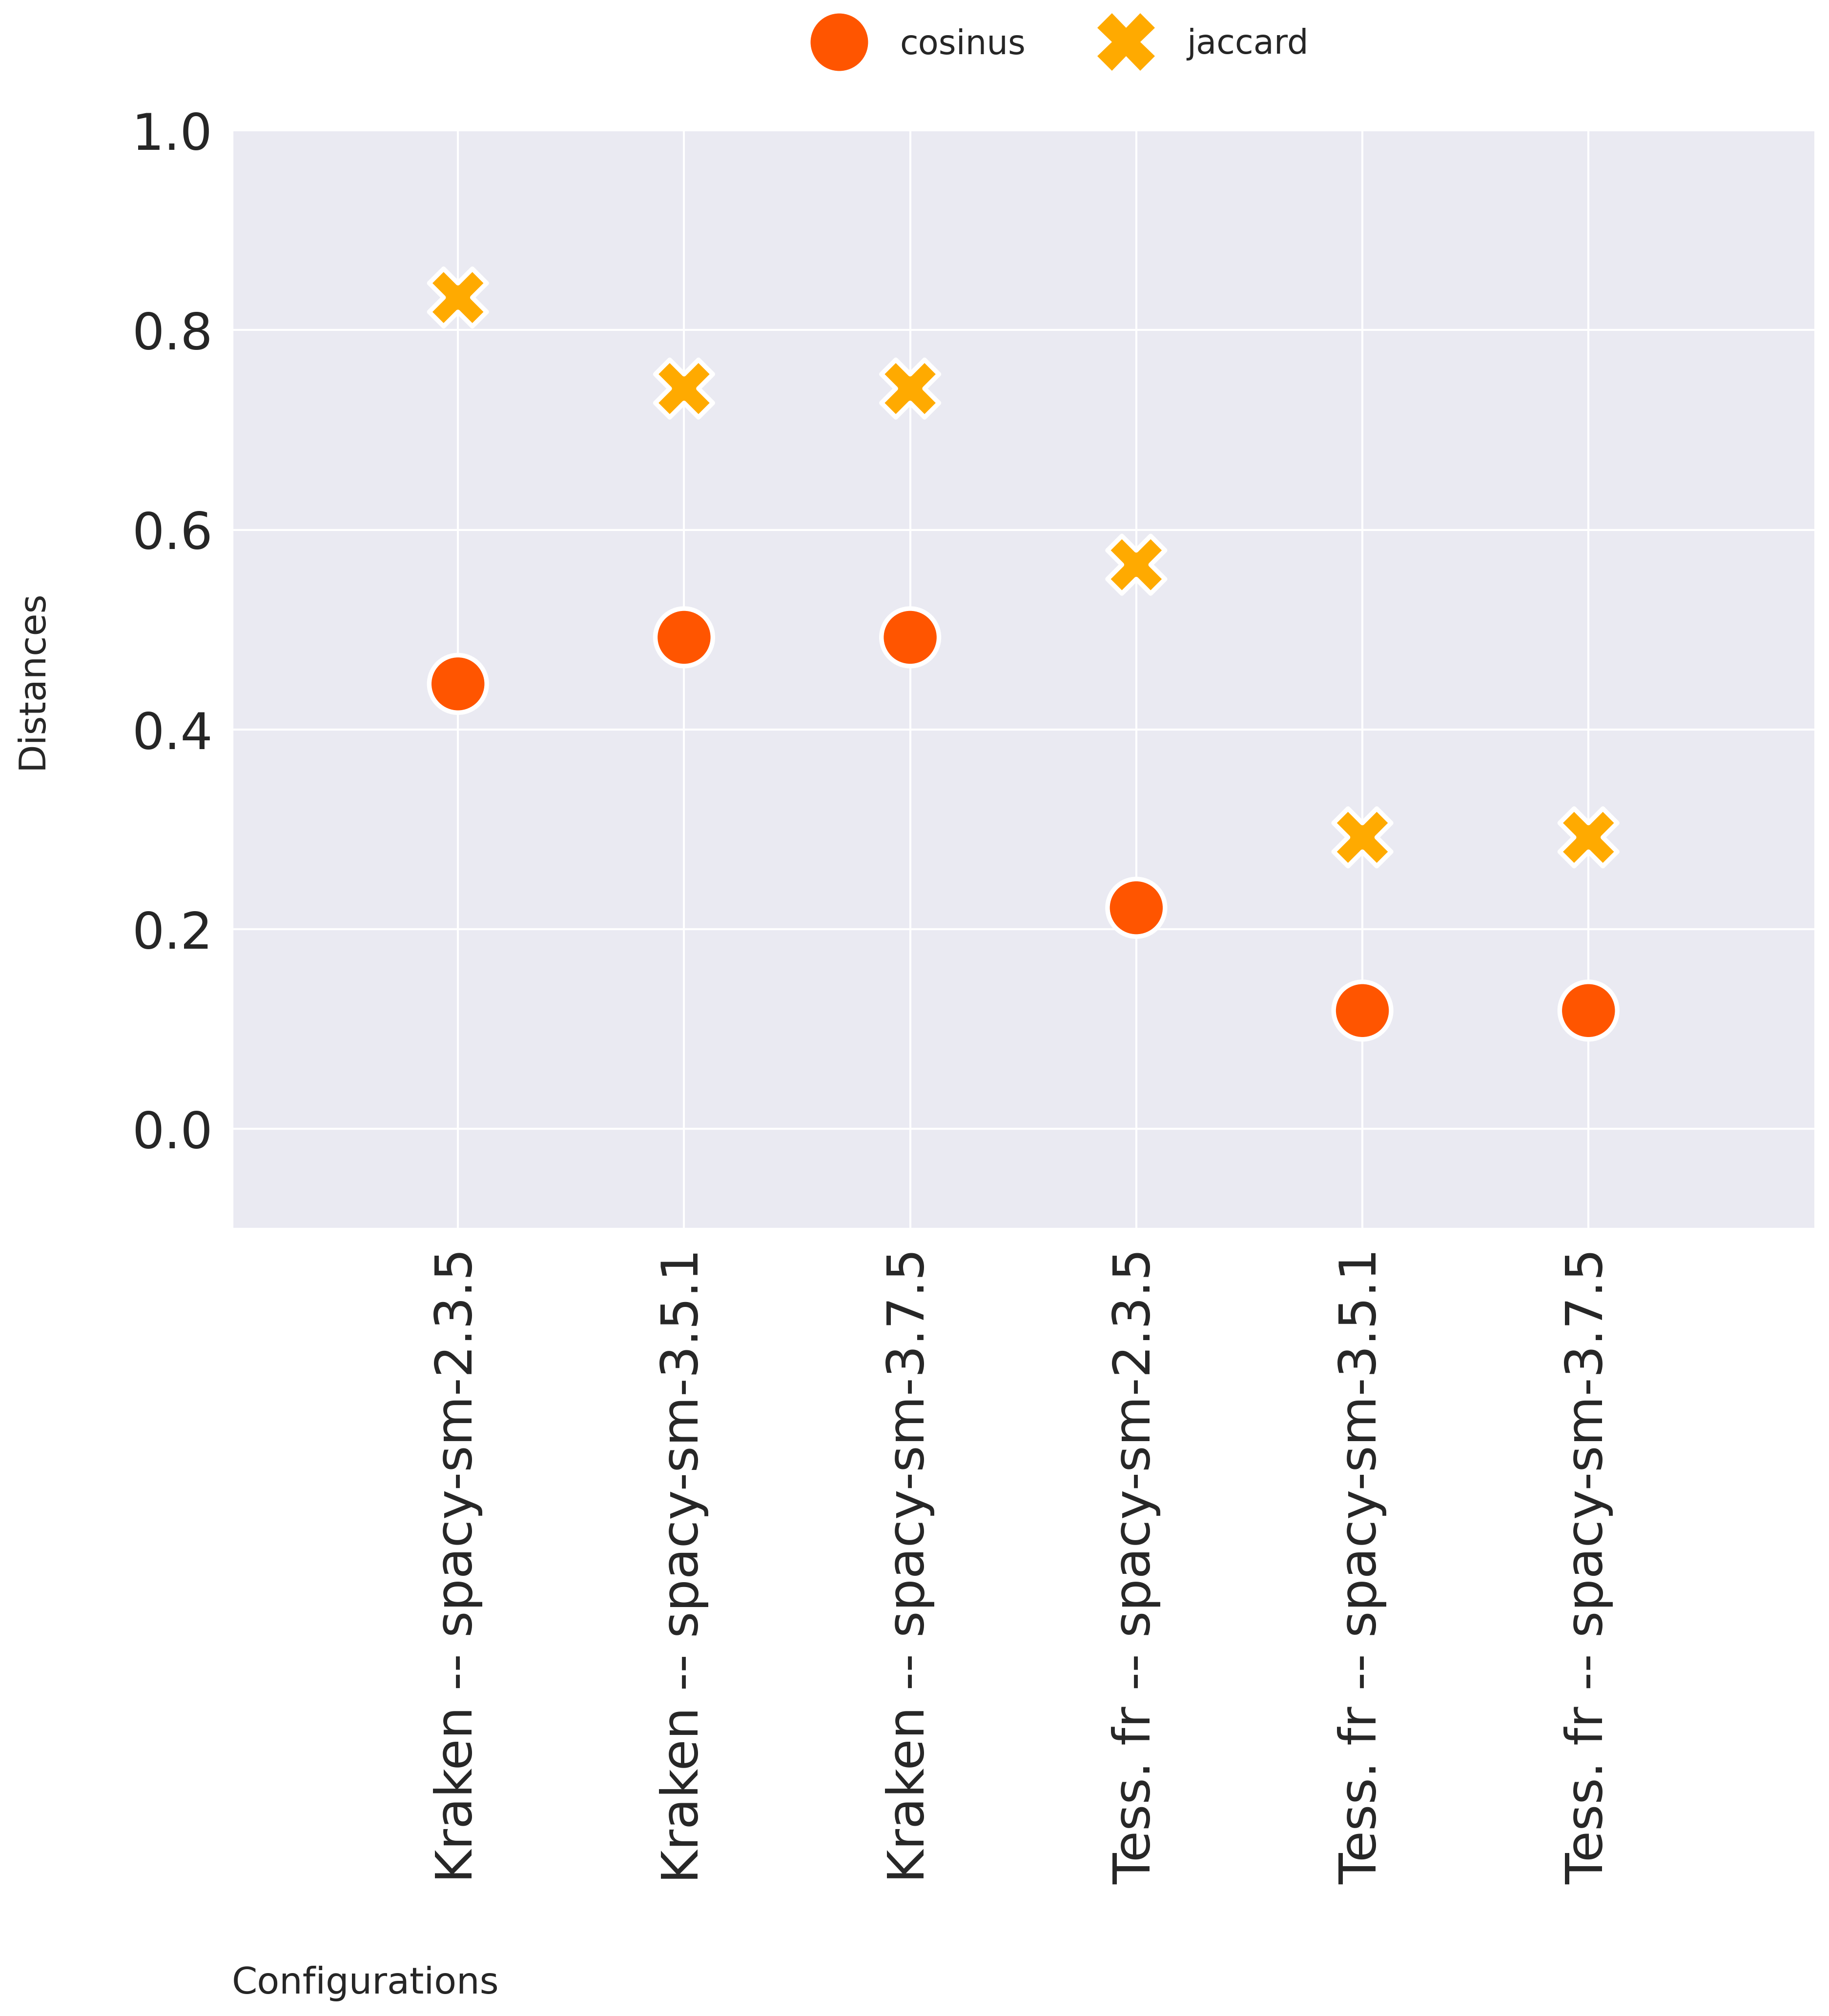 cosinus jaccard
1.0
0.8
0.6
0.4
0.2
0.0
Distances
Kraken -- spacy-sm-2.3.5
Kraken -- spacy-sm-3.5.1
Kraken -- spacy-sm-3.7.5
Tess. fr -- spacy-sm-2.3.5
Tess. fr -- spacy-sm-3.5.1
Tess. fr -- spacy-sm-3.7.5
Configurations